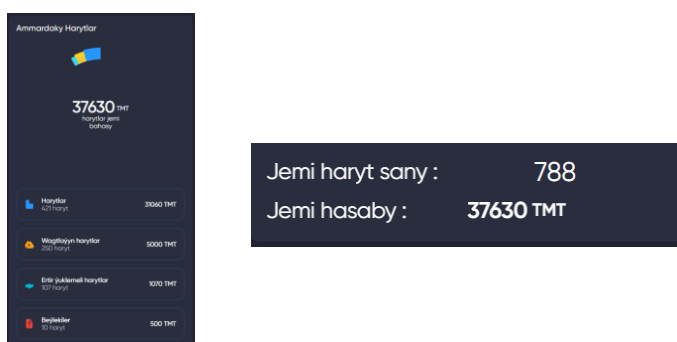 Ammardaky Harytlar
37630 TMT
harytlar jemi
bahasy
Harytlar
421 haryt
31060 TMT
Wagtlaýyn harytlar
250 haryt
5000 TMT
Ertir ýuklemeli harytlar
107 haryt
1070 TMT
Beýlekiler
10 haryt
500 TMT
Jemi haryt sany : 788
Jemi hasaby : 37630 TMT